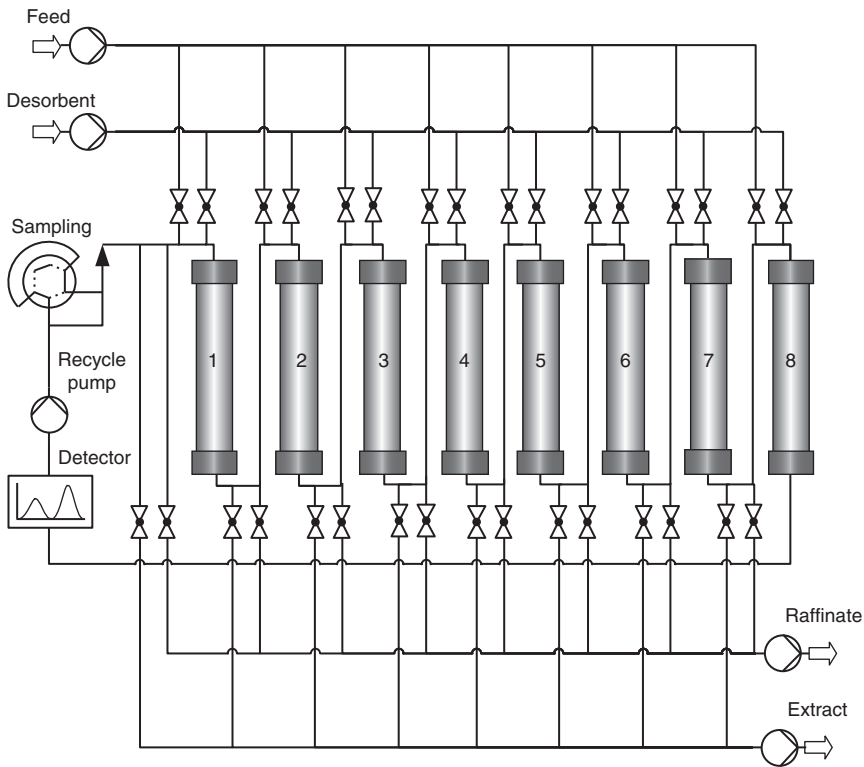 Feed
Desorbent
Sampling
1 2 3 4 5 6 7 8
Recycle
pump
Detector
Raffinate
Extract